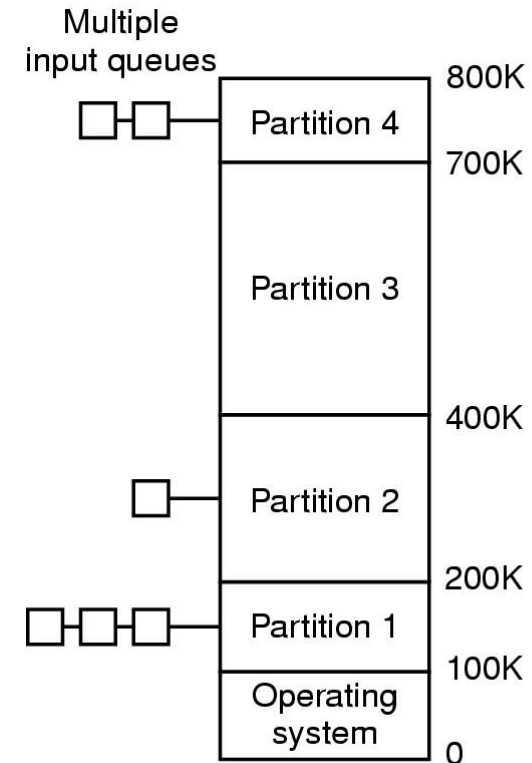 Multiple
input queues
800K
Partition 4
700K
Partition 3
400K
Partition 2
200K
Partition 1
100K
Operating
system
0